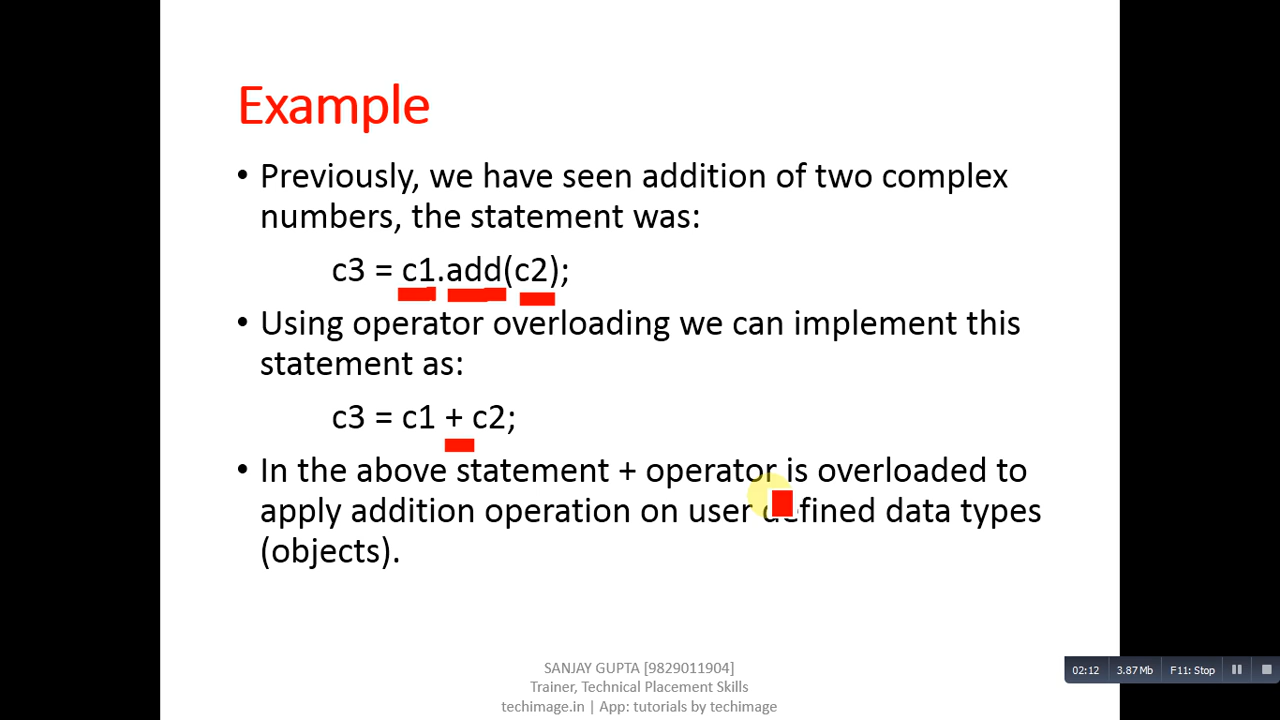 Example
• Previously, we have seen addition of two complex
numbers, the statement was:
c3 = c1.add(c2);
• Using operator overloading we can implement this
statement as:
c3 = c1 + c2;
• In the above statement + operator is overloaded to
apply addition operation on user defined data types
(objects).
SANJAY GUPTA [9829011904]
Trainer, Technical Placement Skills
techimage.in | App: tutorials by techimage
02:12 3.87 Mb F11: Stop